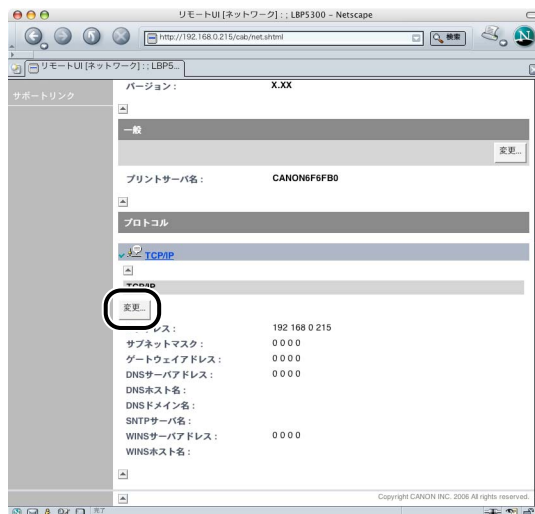 リモートUI [ネットワーク] : ; LBP5300 - Netscape
http://192.168.0.215/cab/net.shtml
検索
リモートUI [ネットワーク] : ; LBP5...
サポートリンク
バージョン : X.XX
一般
変更...
プリントサーバ名 : CANON6F6FB0
プロトコル
TCP/IP
TCP/IP
変更...
レス : 192 168 0 215
サブネットマスク : 0 0 0 0
ゲートウェイアドレス : 0 0 0 0
DNSサーバアドレス : 0 0 0 0
DNSホスト名 :
DNSドメイン名 :
SNTPサーバ名 :
WINSサーバアドレス : 0 0 0 0
WINSホスト名 :
Copyright CANON INC. 2006 All rights reserved.
完了